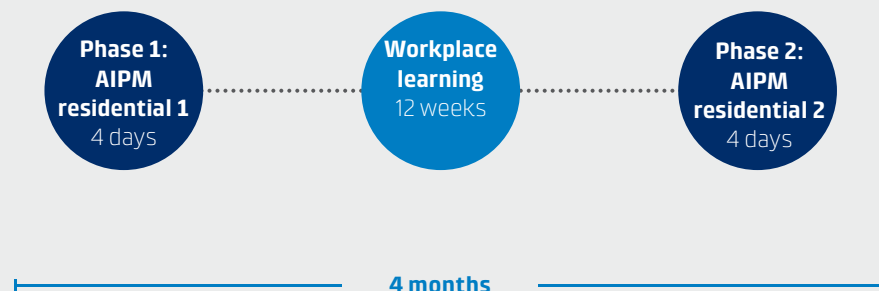 Phase 1:
AIPM
residential 1
4 days
Workplace
learning
12 weeks
Phase 2:
AIPM
residential 2
4 days
4 months